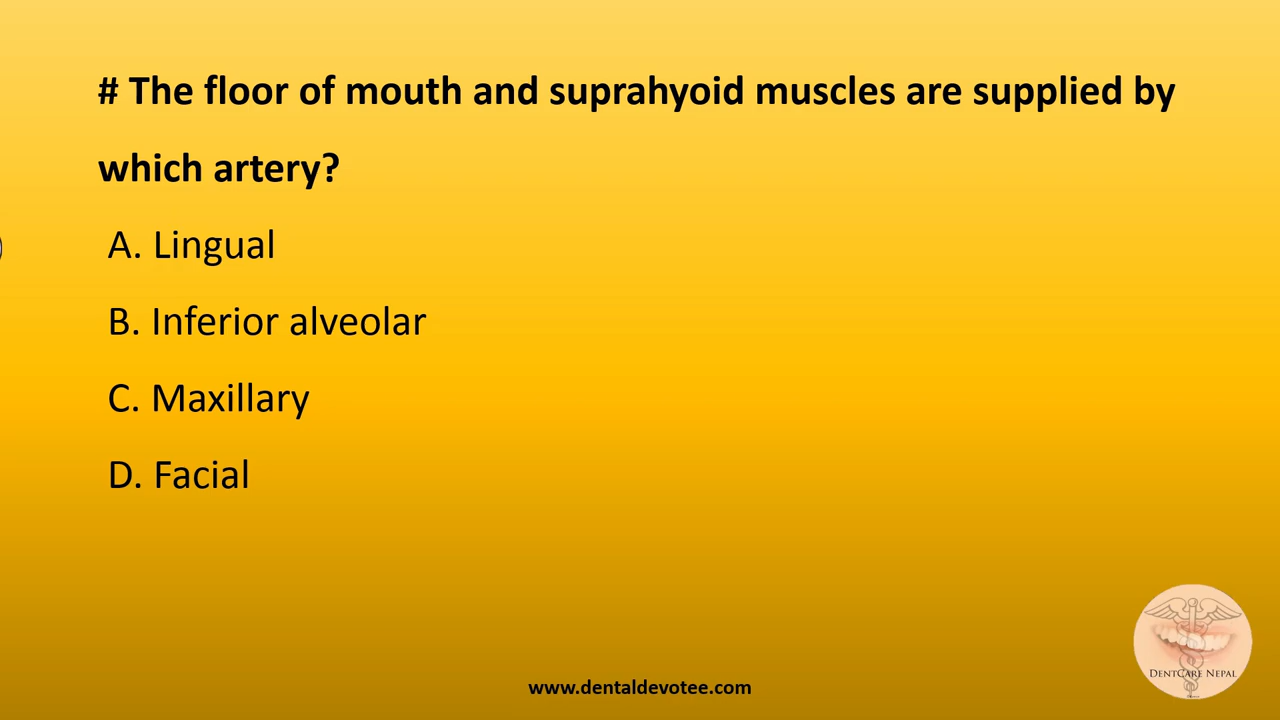 # The floor of mouth and suprahyoid muscles are supplied by
which artery?
A. Lingual
B. Inferior alveolar
C. Maxillary
D. Facial
DENTCARE NEPAL
www.dentaldevotee.com